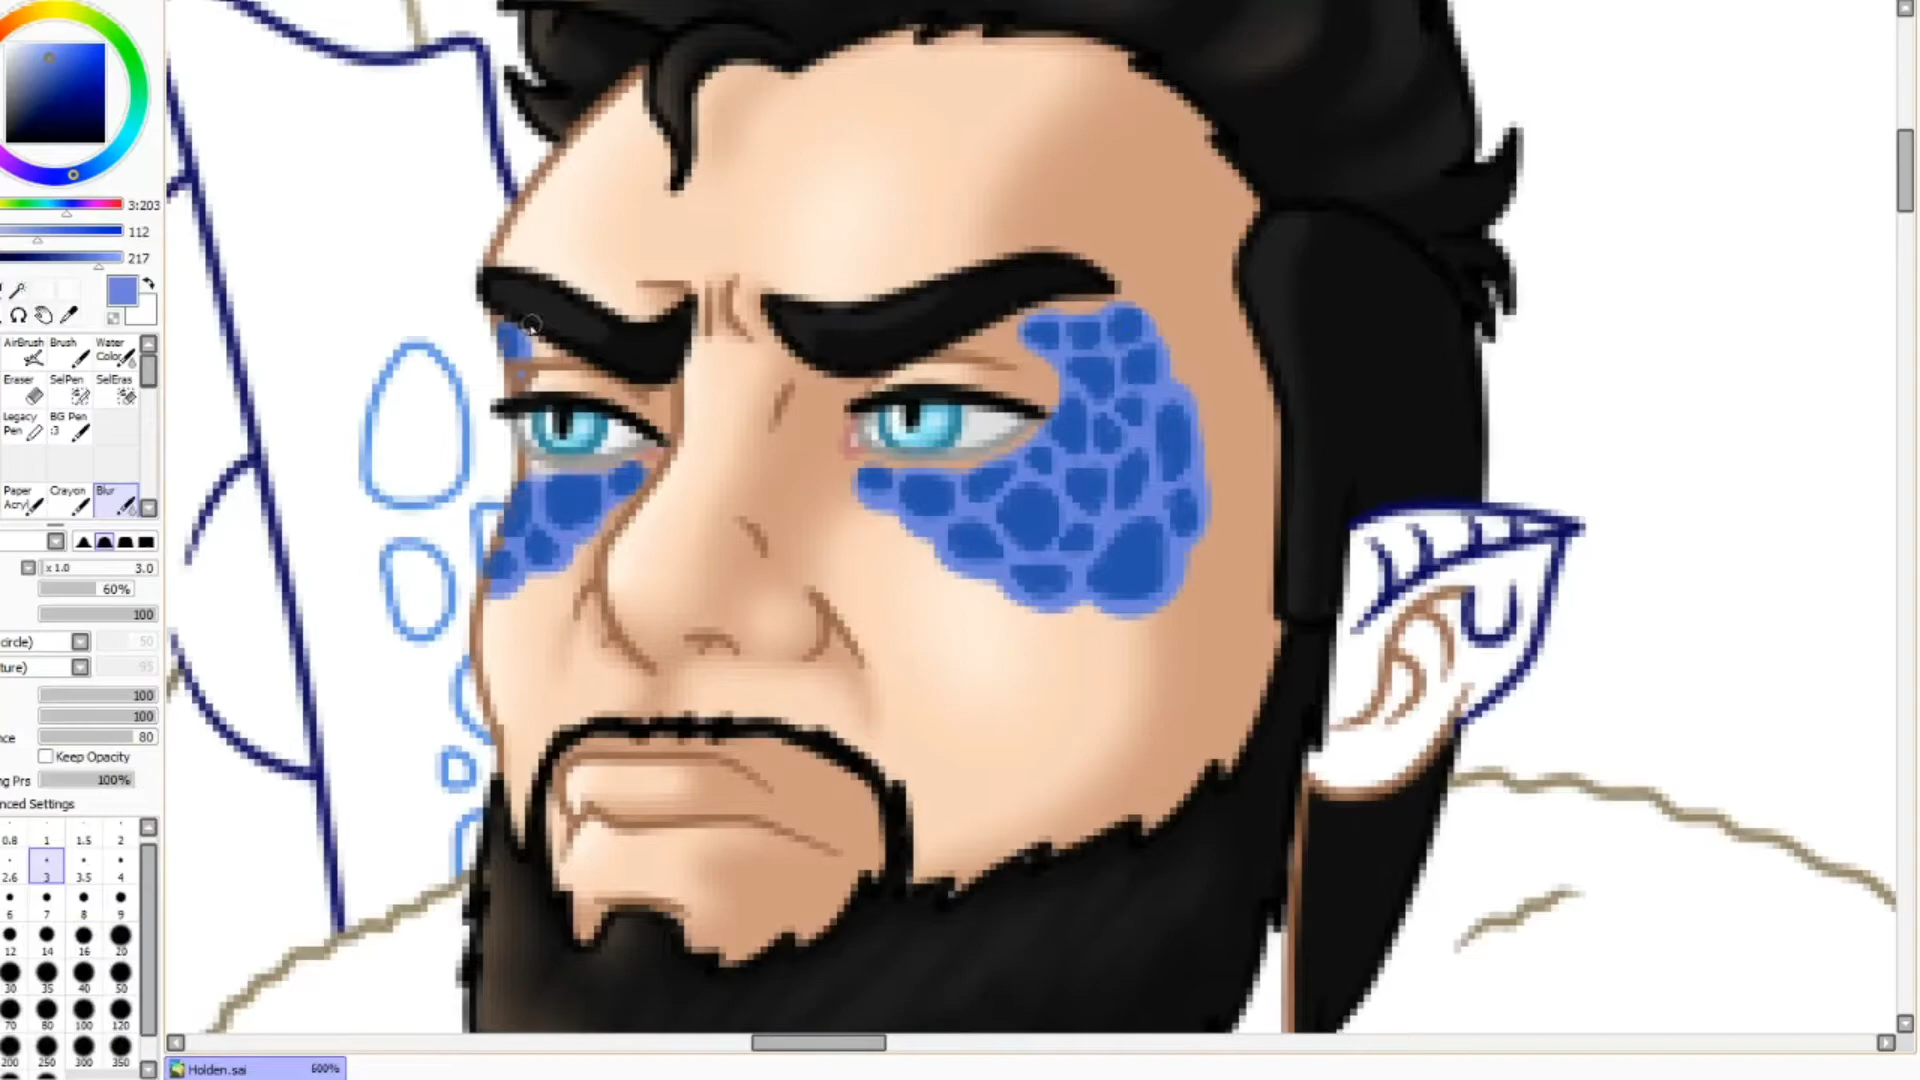 3:203
112
217
AirBrush Brush Water
Color
Eraser SelPen SelEras
Legacy BG Pen
Pen :3
Paper Crayon Blur
Acryl
x 1.0 3.0
60%
100
circle) 50
ture) 95
100
100
nce 80
Keep Opacity
ng Prs 100%
nced Settings
0.8 1 1.5 2
2.6 3 3.5 4
6 7 8 9
12 14 16 20
30 35 40 50
70 80 100 120
200 250 300 350
Holden.sai 600%